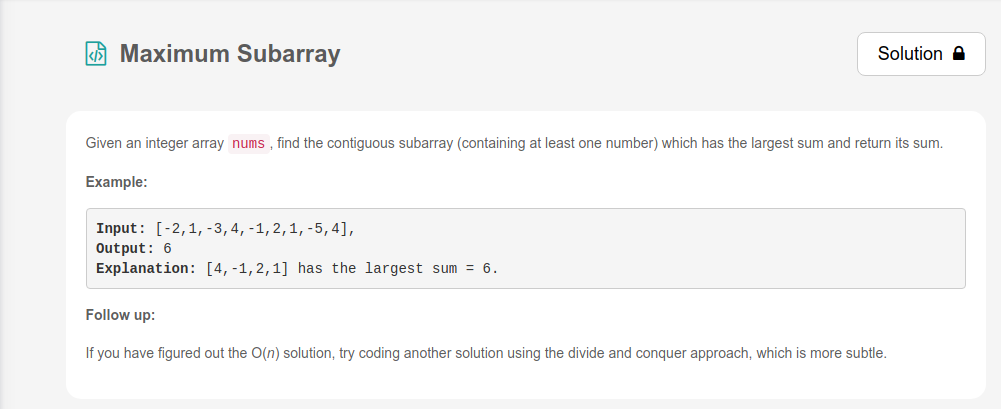 Maximum Subarray
Solution
Given an integer array nums , find the contiguous subarray (containing at least one number) which has the largest sum and return its sum.
Example:
Input: [-2,1,-3,4,-1,2,1,-5,4],
Output: 6
Explanation: [4,-1,2,1] has the largest sum = 6.
Follow up:
If you have figured out the O(n) solution, try coding another solution using the divide and conquer approach, which is more subtle.